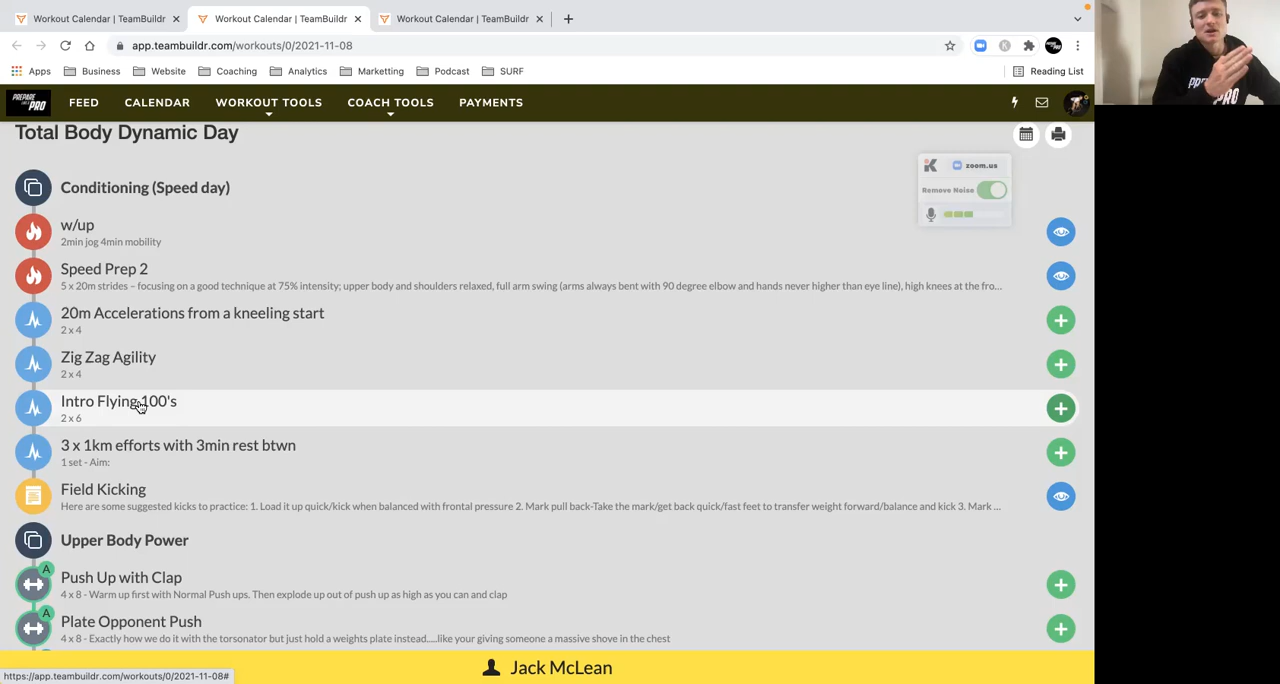 Workout Calendar | TeamBuildr
Workout Calendar | TeamBuildr
Workout Calendar | TeamBuildr
app.teambuildr.com/workouts/0/2021-11-08
Apps
Business
Website
Coaching
Analytics
Marketting
Podcast
SURF
Reading List
PREPARE
LIKE A
PRO
FEED
CALENDAR
WORKOUT TOOLS
COACH TOOLS
PAYMENTS
Total Body Dynamic Day
zoom.us
Remove Noise
Conditioning (Speed day)
w/up
2min jog 4min mobility
Speed Prep 2
5 x 20m strides – focusing on a good technique at 75% intensity; upper body and shoulders relaxed, full arm swing (arms always bent with 90 degree elbow and hands never higher than eye line), high knees at the fro...
20m Accelerations from a kneeling start
2 x 4
Zig Zag Agility
2 x 4
Intro Flying 100's
2 x 6
3 x 1km efforts with 3min rest btwn
1 set - Aim:
Field Kicking
Here are some suggested kicks to practice: 1. Load it up quick/kick when balanced with frontal pressure 2. Mark pull back-Take the mark/get back quick/fast feet to transfer weight forward/balance and kick 3. Mark ...
Upper Body Power
A
Push Up with Clap
4 x 8 - Warm up first with Normal Push ups. Then explode up out of push up as high as you can and clap
A
Plate Opponent Push
4 x 8 - Exactly how we do it with the torsonator but just hold a weights plate instead....like your giving someone a massive shove in the chest
Jack McLean
https://app.teambuildr.com/workouts/0/2021-11-08#